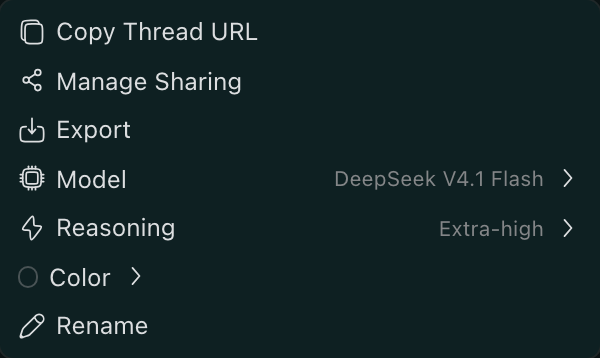 Copy Thread URL
Manage Sharing
Export
Model DeepSeek V4.1 Flash
Reasoning Extra-high
Color
Rename